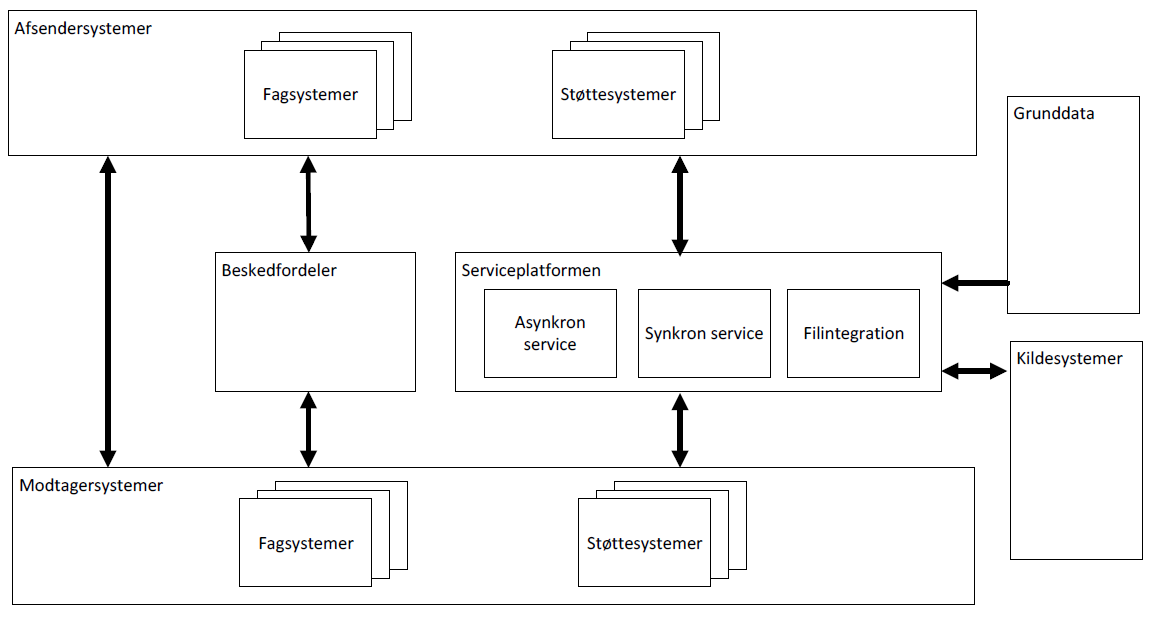 Afsendersystemer
Fagsystemer
Støttesystemer
Grunddata
Beskedfordeler
Serviceplatformen
Asynkron
service
Synkron service
Filintegration
Kildesystemer
Modtagersystemer
Fagsystemer
Støttesystemer